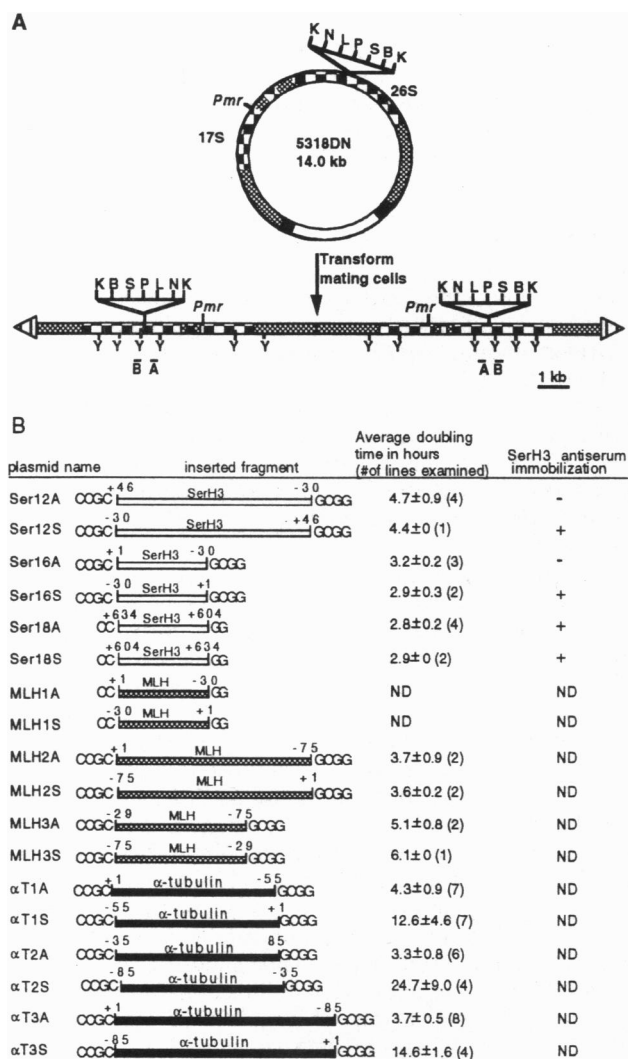 A
K N L P S B K
26S
Pmr
17S
5318DN
14.0 kb
Transform
mating cells
K B S P L N K
K N L P S B K
Pmr
Pmr
Y Y Y Y Y Y Y Y Y Y Y Y
B A
A B
1 kb
B
Average doubling
time in hours
(#of lines examined)
SerH3 antiserum
immobilization
plasmid name
inserted fragment
Ser12A CCGC +46 SerH3 -30 GCGG 4.7±0.9 (4) -
Ser12S CCGC -30 SerH3 +46 GCGG 4.4±0 (1) +
Ser16A CCGC +1 SerH3 -30 GCGG 3.2±0.2 (3) -
Ser16S CCGC -30 SerH3 +1 GCGG 2.9±0.3 (2) +
Ser18A CC +634 SerH3 +604 GG 2.8±0.2 (4) +
Ser18S CC +604 SerH3 +634 GG 2.9±0 (2) +
MLH1A CC +1 MLH -30 GG ND ND
MLH1S CC -30 MLH +1 GG ND ND
MLH2A CCGC +1 MLH -75 GCGG 3.7±0.9 (2) ND
MLH2S CCGC -75 MLH +1 GCGG 3.6±0.2 (2) ND
MLH3A CCGC -29 MLH -75 GCGG 5.1±0.8 (2) ND
MLH3S CCGC -75 MLH -29 GCGG 6.1±0 (1) ND
αT1A CCGC +1 α-tubulin -55 GCGG 4.3±0.9 (7) ND
αT1S CCGC -55 α-tubulin +1 GCGG 12.6±4.6 (7) ND
αT2A CCGC -35 α-tubulin 85 GCGG 3.3±0.8 (6) ND
αT2S CCGC -85 α-tubulin -35 GCGG 24.7±9.0 (4) ND
αT3A CCGC +1 α-tubulin -85 GCGG 3.7±0.5 (8) ND
αT3S CCGC -85 α-tubulin +1 GCGG 14.6±1.6 (4) ND